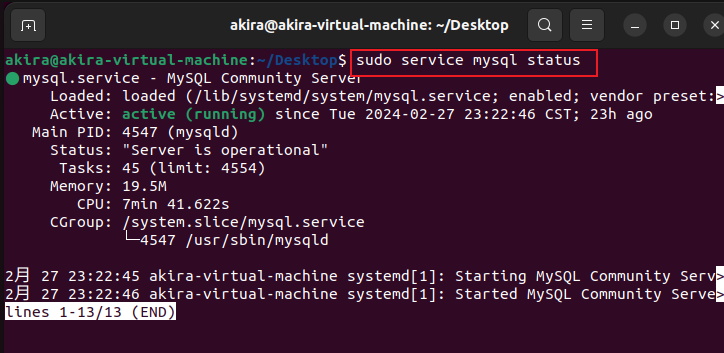 akira@akira-virtual-machine: ~/Desktop
akira@akira-virtual-machine:~/Desktop$ sudo service mysql status
● mysql.service - MySQL Community Server
Loaded: loaded (/lib/systemd/system/mysql.service; enabled; vendor preset:>
Active: active (running) since Tue 2024-02-27 23:22:46 CST; 23h ago
Main PID: 4547 (mysqld)
Status: "Server is operational"
Tasks: 45 (limit: 4554)
Memory: 19.5M
CPU: 7min 41.622s
CGroup: /system.slice/mysql.service
└─4547 /usr/sbin/mysqld
2月 27 23:22:45 akira-virtual-machine systemd[1]: Starting MySQL Community Serv>
2月 27 23:22:46 akira-virtual-machine systemd[1]: Started MySQL Community Serve>
lines 1-13/13 (END)